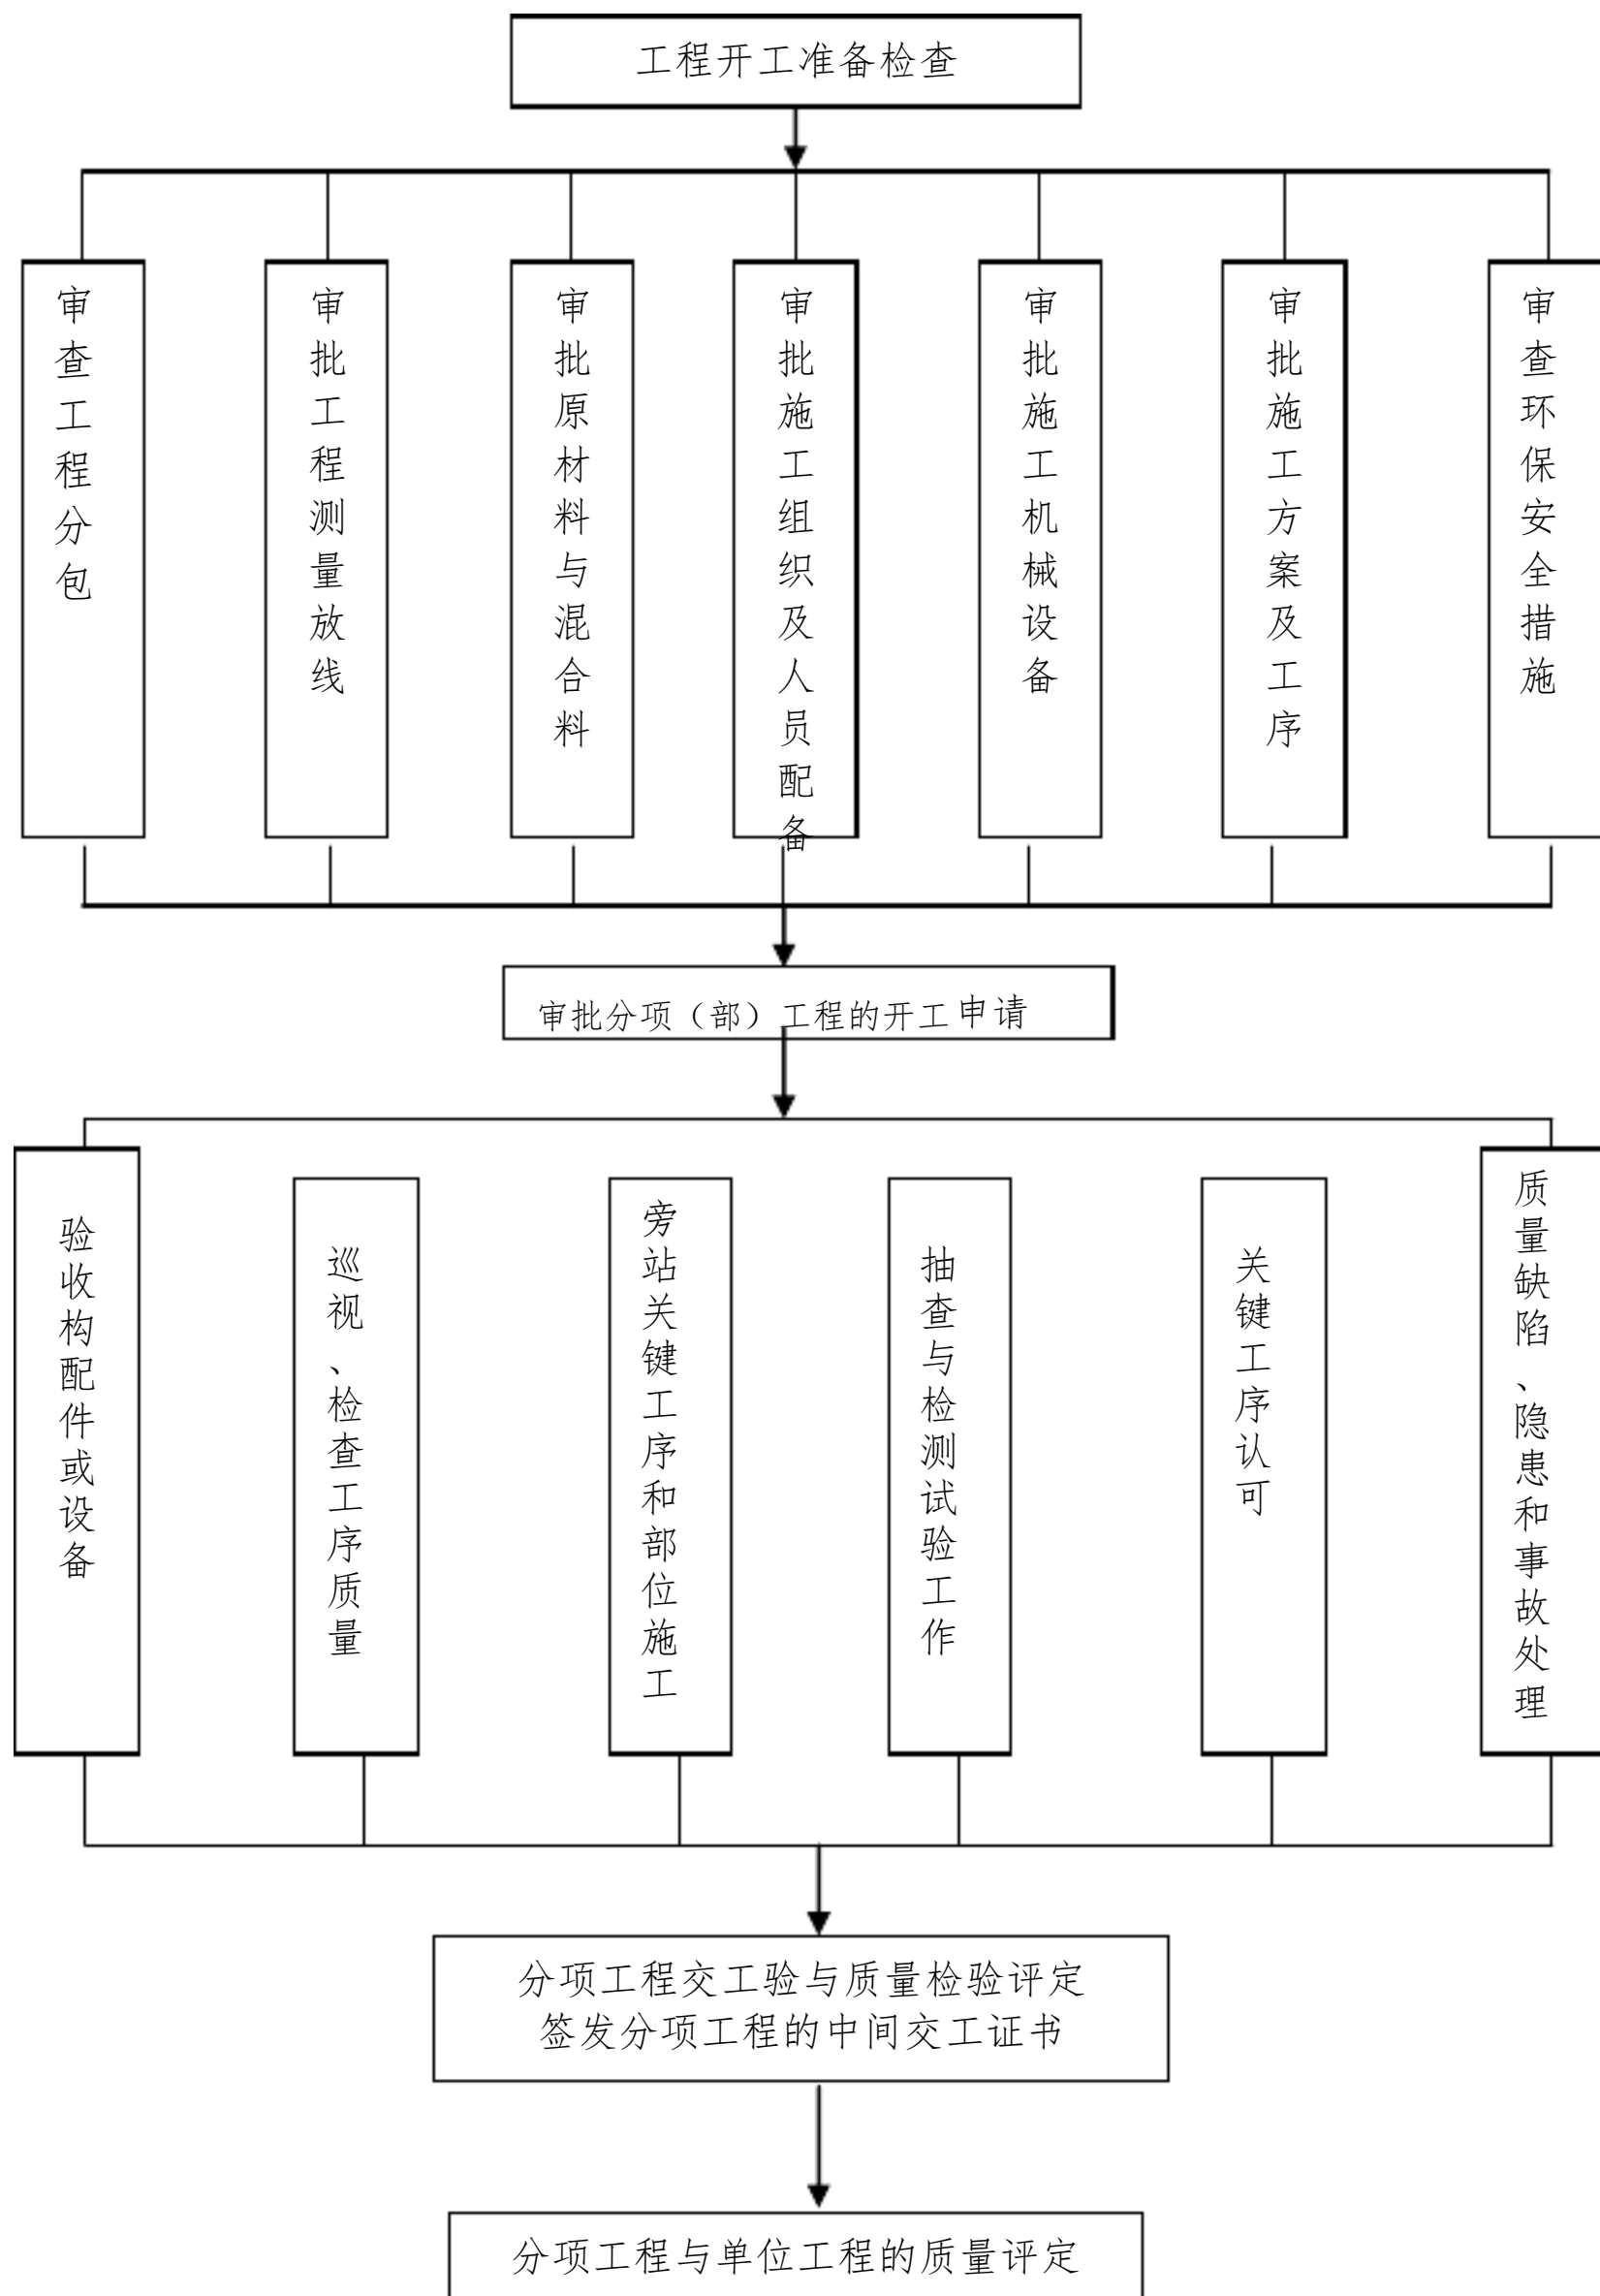 工程开工准备检查
审查工程分包
审批工程测量放线
审批原材料与混合料
审批施工组织及人员配备
审批施工机械设备
审批施工方案及工序
审查环保安全措施
审批分项（部）工程的开工申请
验收构配件或设备
巡视、检查工序质量
旁站关键工序和部位施工
抽查与检测试验工作
关键工序认可
质量缺陷、隐患和事故处理
分项工程交工验与质量检验评定
签发分项工程的中间交工证书
分项工程与单位工程的质量评定